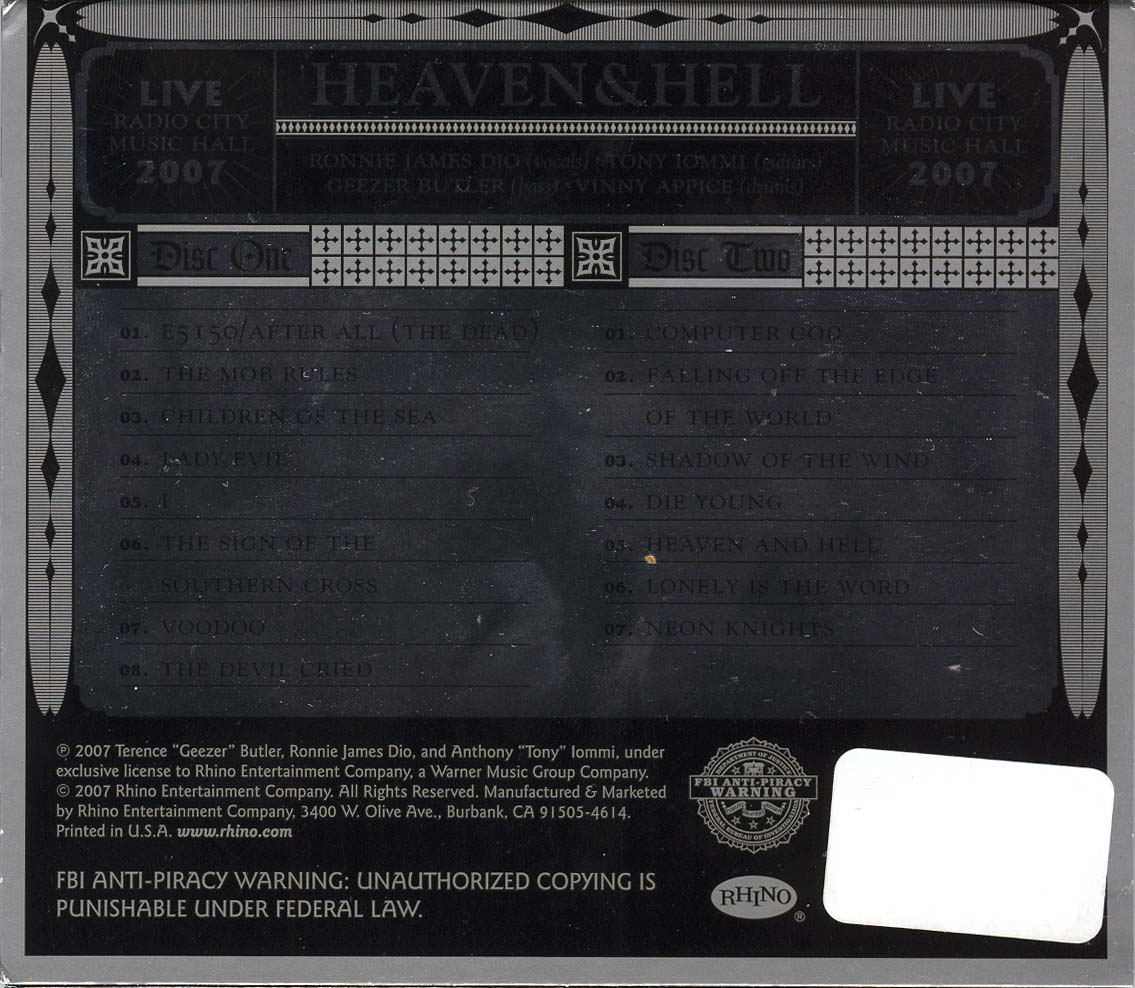 HEAVEN & HELL
LIVE
RADIO CITY
MUSIC HALL
2007
RONNIE JAMES DIO (vocals) · TONY IOMMI (guitars)
GEEZER BUTLER (bass) · VINNY APPICE (drums)
LIVE
RADIO CITY
MUSIC HALL
2007
Disc One
01. E5150/AFTER ALL (THE DEAD)
02. THE MOB RULES
03. CHILDREN OF THE SEA
04. LADY EVIL
05. I
06. THE SIGN OF THE
SOUTHERN CROSS
07. VOODOO
08. THE DEVIL CRIED
Disc Two
01. COMPUTER GOD
02. FALLING OFF THE EDGE
OF THE WORLD
03. SHADOW OF THE WIND
04. DIE YOUNG
05. HEAVEN AND HELL
06. LONELY IS THE WORD
07. NEON KNIGHTS
℗ 2007 Terence “Geezer” Butler, Ronnie James Dio, and Anthony “Tony” Iommi, under
exclusive license to Rhino Entertainment Company, a Warner Music Group Company.
© 2007 Rhino Entertainment Company. All Rights Reserved. Manufactured & Marketed
by Rhino Entertainment Company, 3400 W. Olive Ave., Burbank, CA 91505-4614.
Printed in U.S.A. www.rhino.com
FBI ANTI-PIRACY WARNING: UNAUTHORIZED COPYING IS
PUNISHABLE UNDER FEDERAL LAW.
DEPARTMENT OF JUSTICE
FBI ANTI-PIRACY
WARNING
FEDERAL BUREAU OF INVESTIGATION
RHINO ®